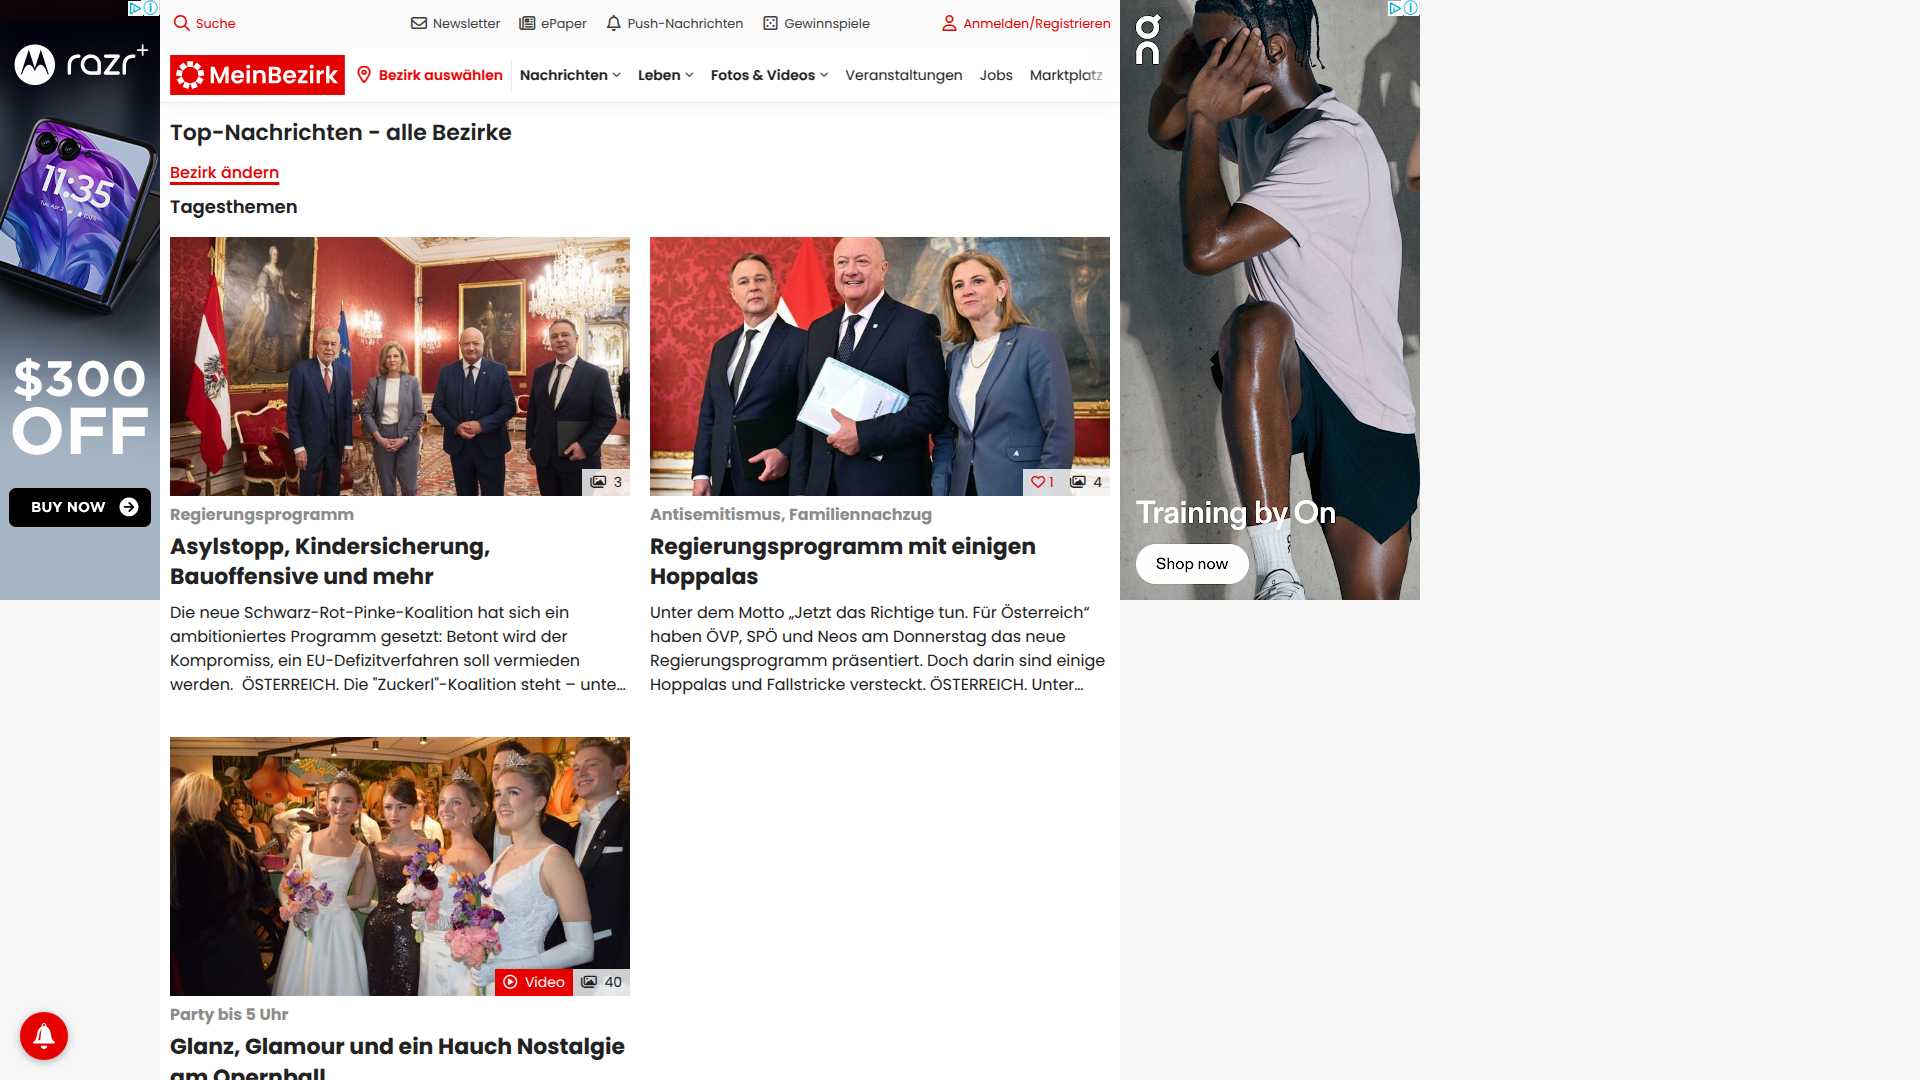 Suche
Newsletter
ePaper
Push-Nachrichten
Gewinnspiele
Anmelden/Registrieren
MeinBezirk
Bezirk auswählen
Nachrichten
Leben
Fotos & Videos
Veranstaltungen
Jobs
Marktplatz
razr+
11:35
$300
OFF
BUY NOW
Top-Nachrichten - alle Bezirke
Bezirk ändern
Tagesthemen
3
Regierungsprogramm
Asylstopp, Kindersicherung,
Bauoffensive und mehr
Die neue Schwarz-Rot-Pinke-Koalition hat sich ein
ambitioniertes Programm gesetzt: Betont wird der
Kompromiss, ein EU-Defizitverfahren soll vermieden
werden.  ÖSTERREICH. Die "Zuckerl"-Koalition steht – unte...
1
4
Antisemitismus, Familiennachzug
Regierungsprogramm mit einigen
Hoppalas
Unter dem Motto „Jetzt das Richtige tun. Für Österreich“
haben ÖVP, SPÖ und Neos am Donnerstag das neue
Regierungsprogramm präsentiert. Doch darin sind einige
Hoppalas und Fallstricke versteckt. ÖSTERREICH. Unter...
Video
40
Party bis 5 Uhr
Glanz, Glamour und ein Hauch Nostalgie
am Opernball
On
Training by On
Shop now